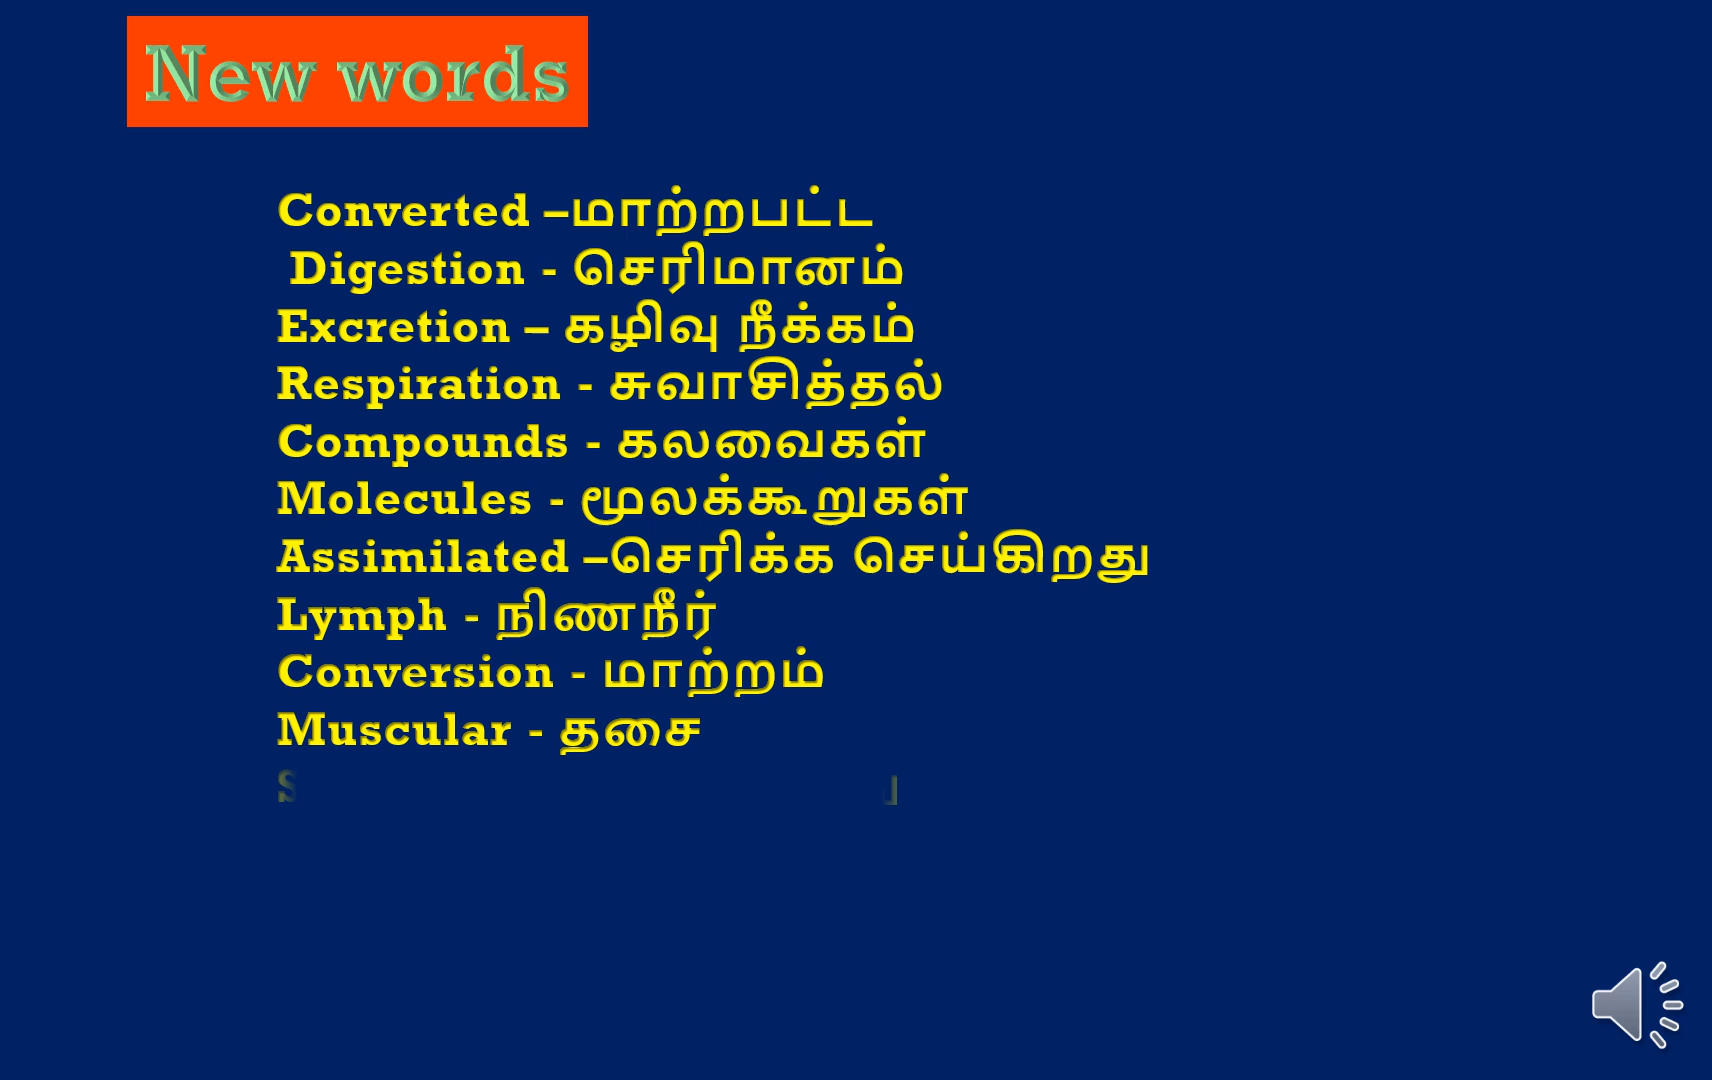 New words
Converted –மாற்றபட்ட
Digestion - செரிமானம்
Excretion – கழிவு நீக்கம்
Respiration - சுவாசித்தல்
Compounds - கலவைகள்
Molecules - மூலக்கூறுகள்
Assimilated –செரிக்க செய்கிறது
Lymph - நிணநீர்
Conversion - மாற்றம்
Muscular - தசை